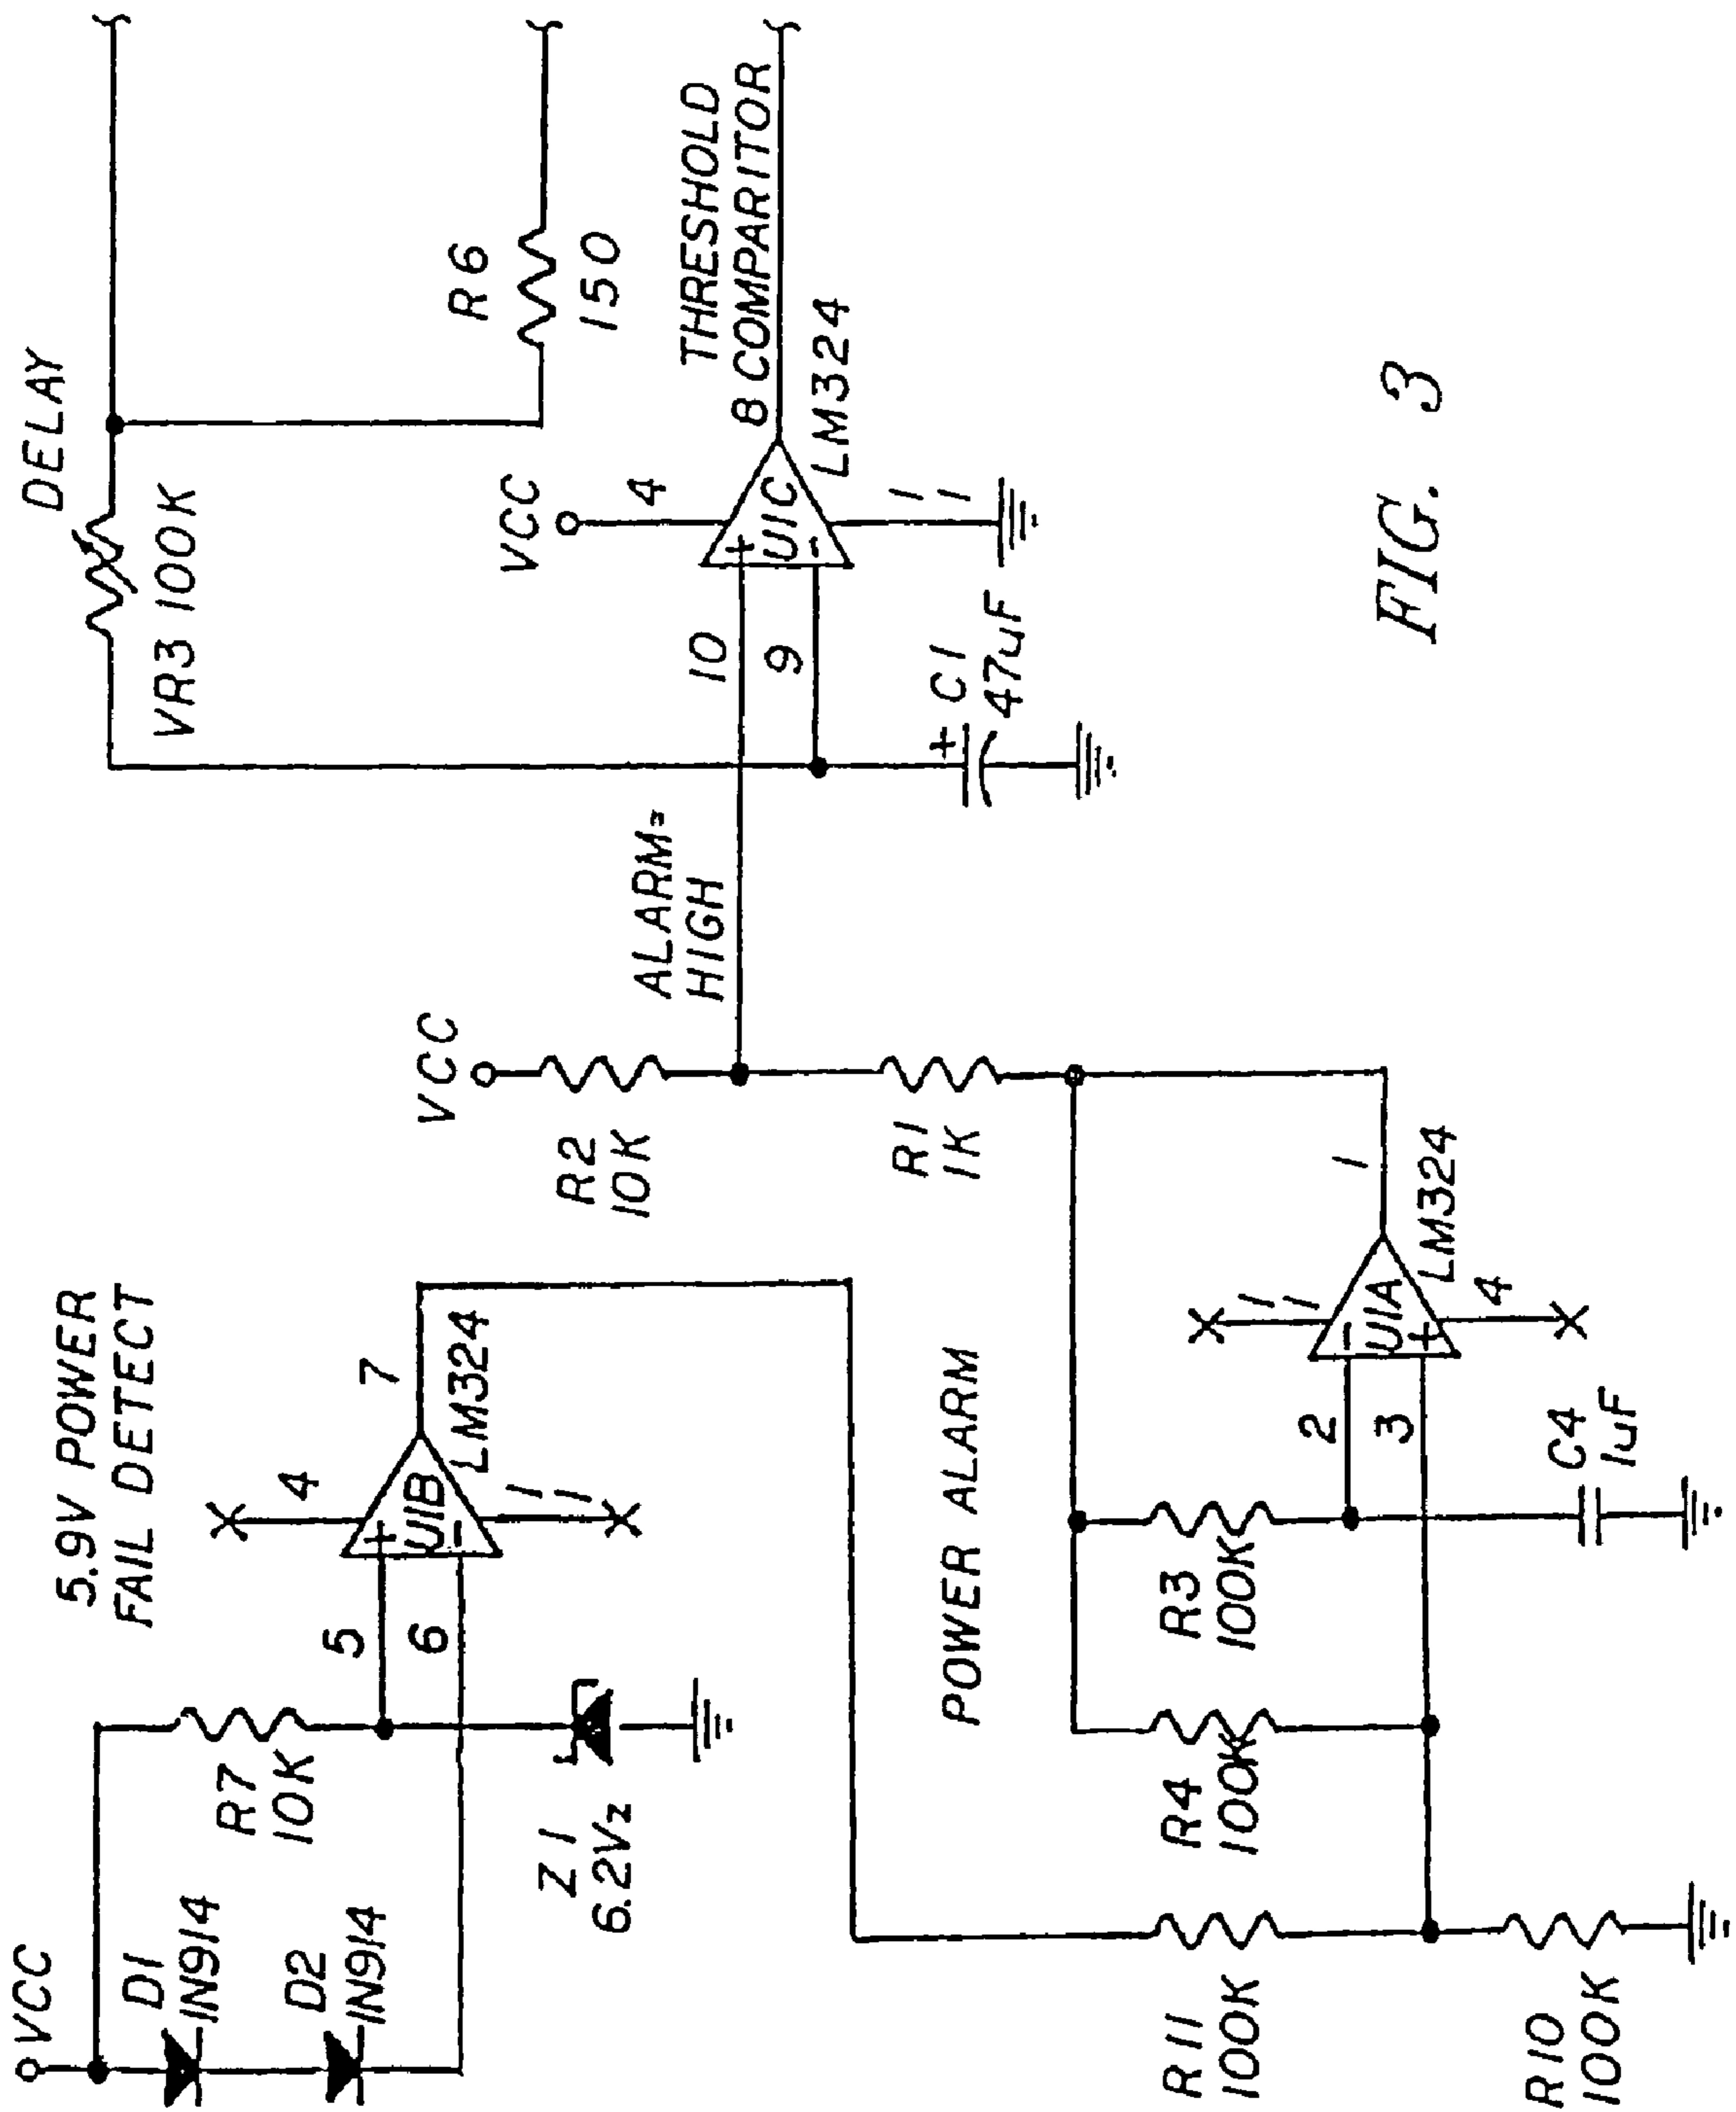 DELAY
VR3 100K
R6
150
THRESHOLD
8 COMPARITOR
VCC
4
10
9
+
U1C
-
LM324
11
+
C1
47uF
ALARM=
HIGH
VCC
R2
10K
R1
1K
5.9V POWER
FAIL DETECT
VCC
D1
IN914
D2
IN914
R7
10K
Z1
6.2Vz
5
6
4
+
U1B
-
11
7
LM324
POWER ALARM
R11
100K
R10
100K
R4
100K
R3
100K
2
3
11
-
U1A
+
4
1
LM324
C4
1uF
FIG. 3